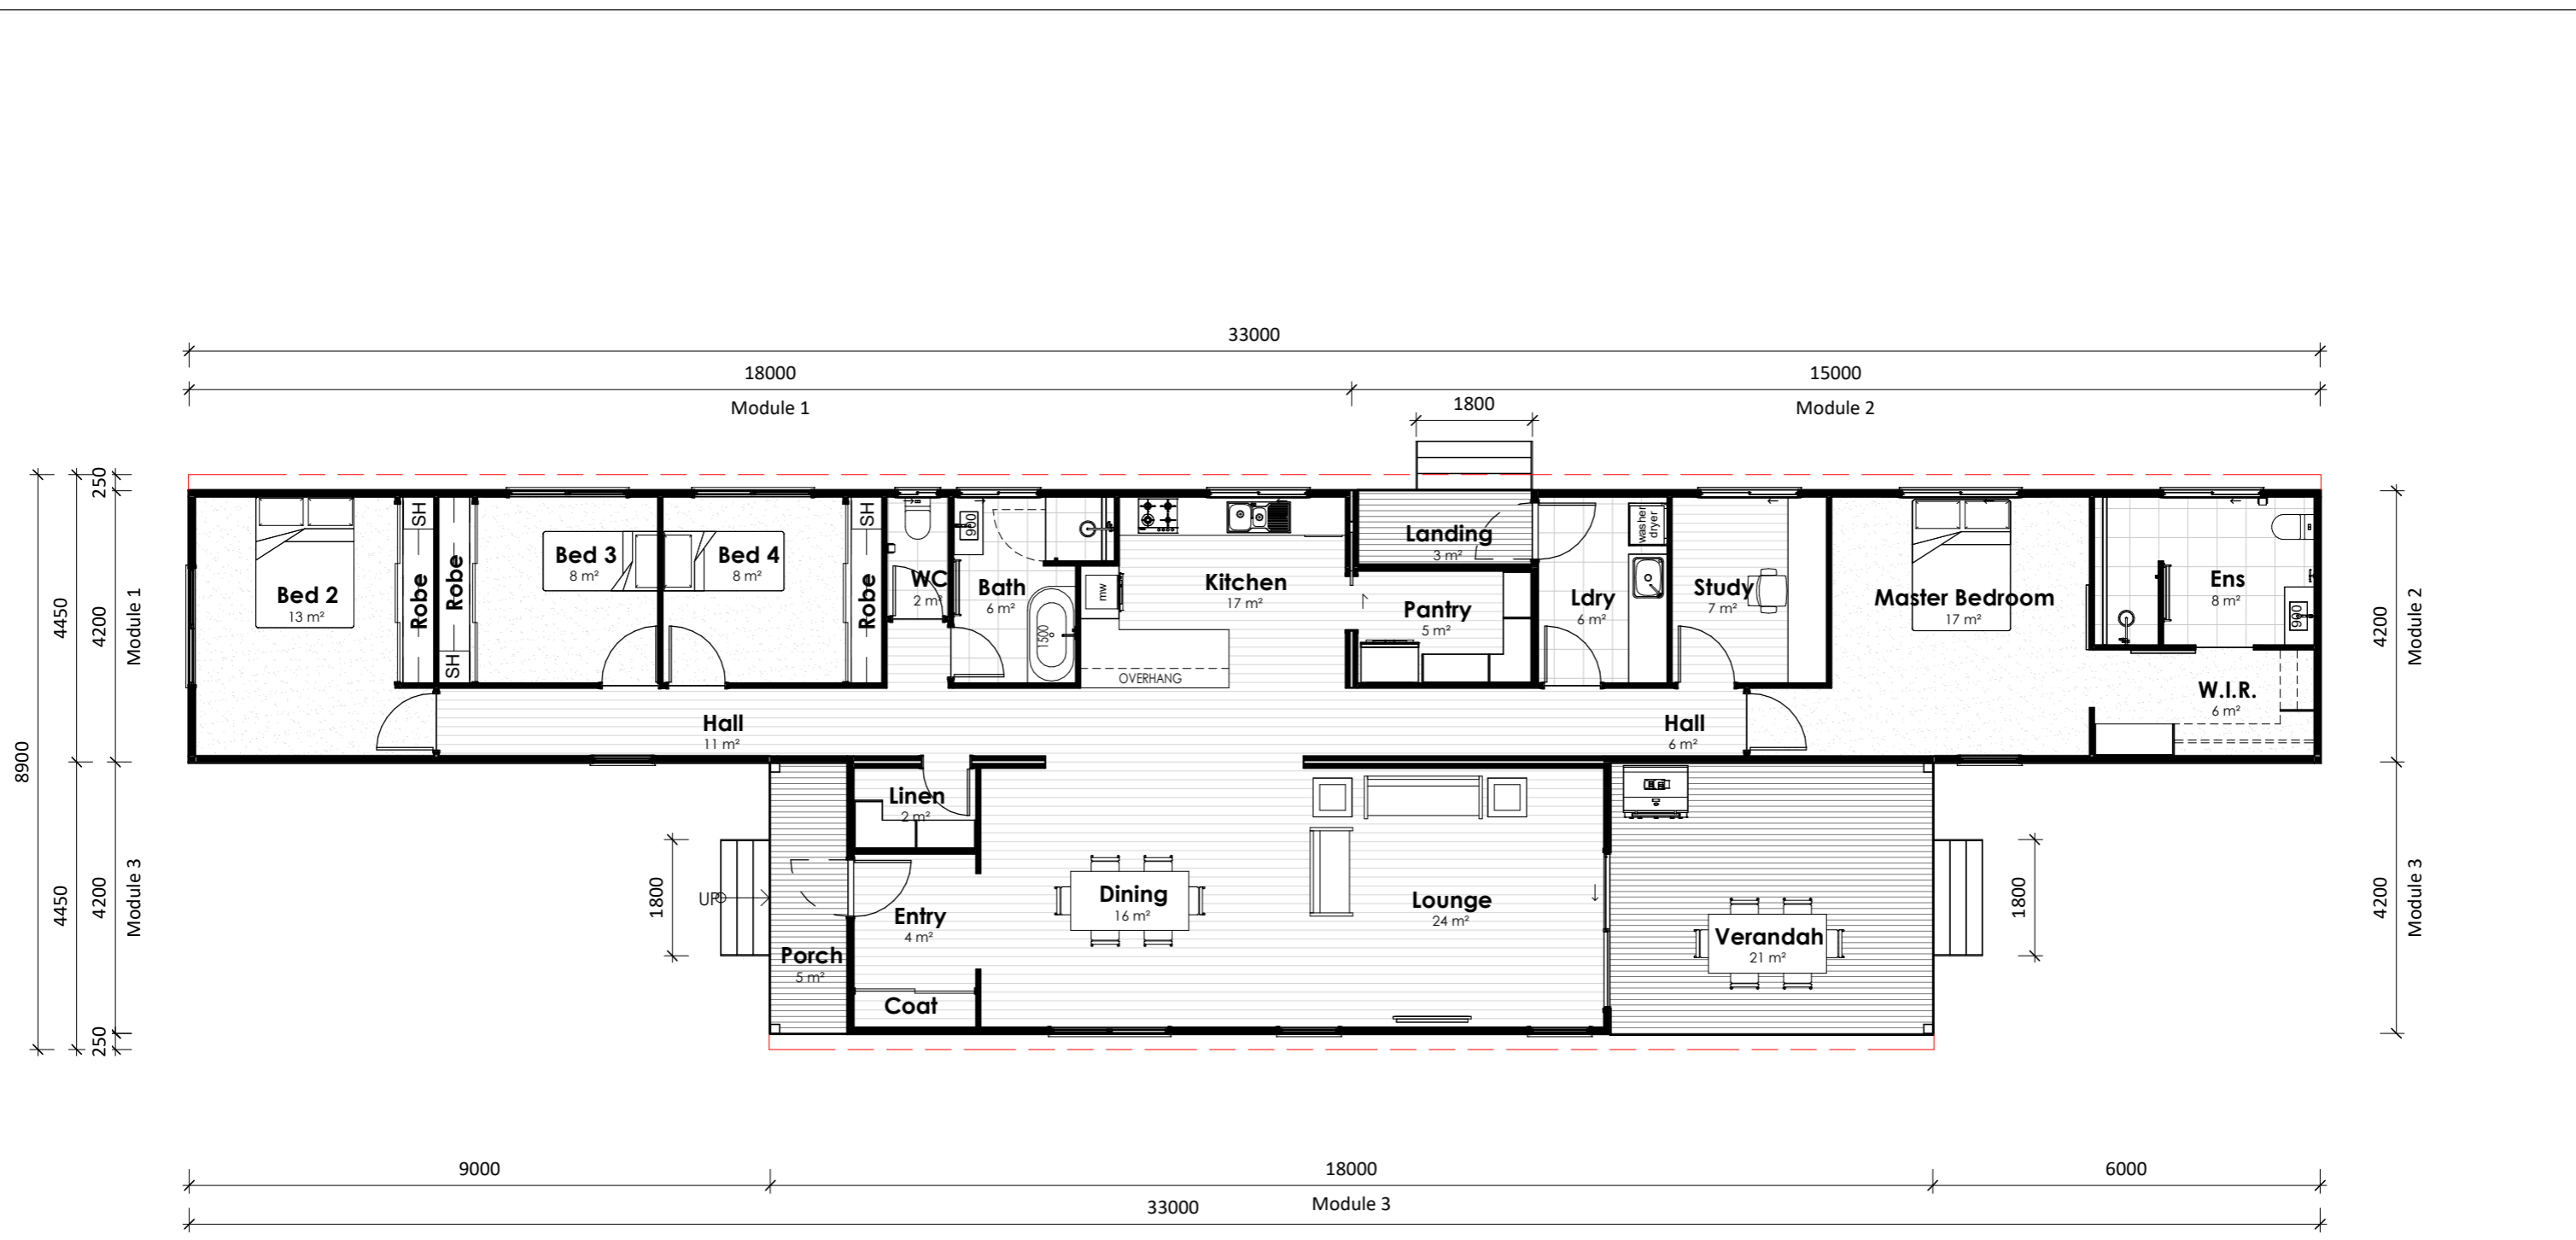 33000
18000
15000
Module 1
1800
Module 2
250
4450
4200
Module 1
8900
4450
4200
Module 3
250
4200
Module 2
4200
Module 3
Bed 2
13 m²
SH
Robe
Robe
SH
Bed 3
8 m²
Bed 4
8 m²
SH
Robe
WC
2 m²
900
Bath
6 m²
1500
mw
Kitchen
17 m²
OVERHANG
Landing
3 m²
Pantry
5 m²
washer
dryer
Ldry
6 m²
Study
7 m²
Master Bedroom
17 m²
Ens
8 m²
900
W.I.R.
6 m²
Hall
11 m²
Hall
6 m²
Linen
2 m²
1800
UP
Entry
4 m²
Porch
5 m²
Coat
Dining
16 m²
Lounge
24 m²
Verandah
21 m²
1800
9000
18000
6000
33000
Module 3